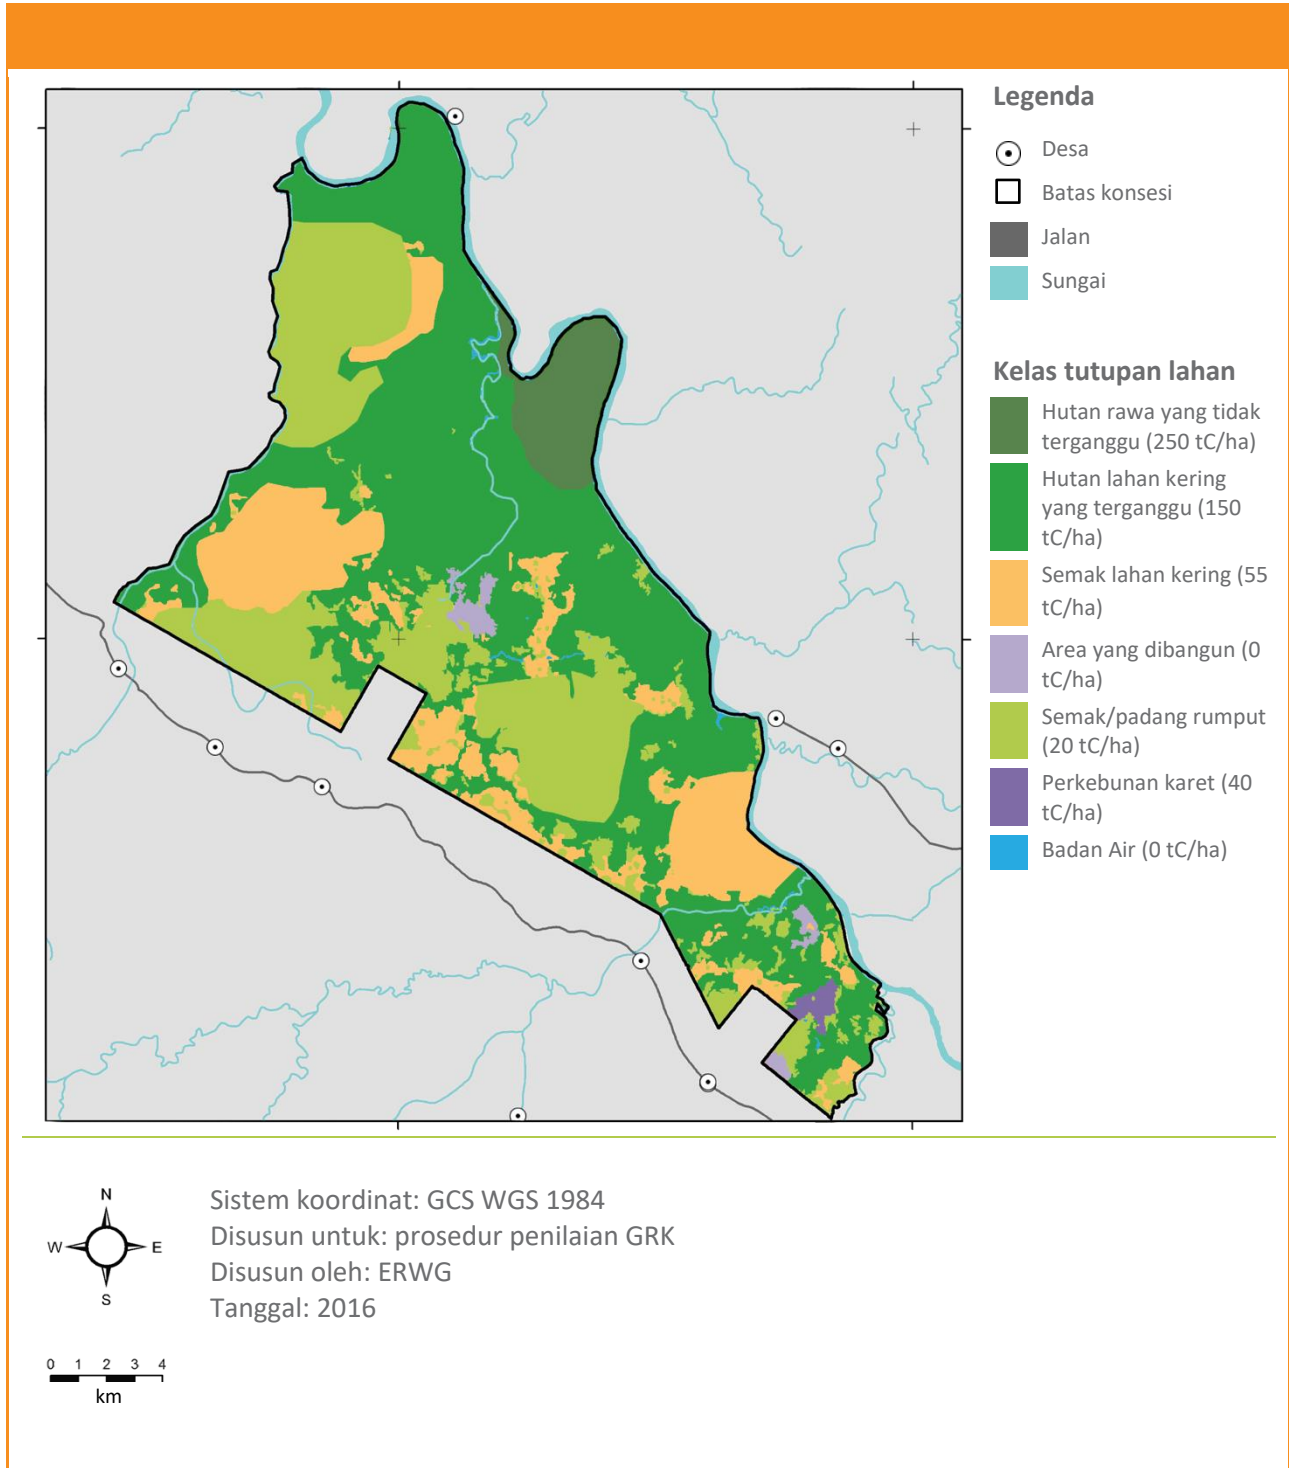 Legenda
Desa
Batas konsesi
Jalan
Sungai
Kelas tutupan lahan
Hutan rawa yang tidak
terganggu (250 tC/ha)
Hutan lahan kering
yang terganggu (150
tC/ha)
Semak lahan kering (55
tC/ha)
Area yang dibangun (0
tC/ha)
Semak/padang rumput
(20 tC/ha)
Perkebunan karet (40
tC/ha)
Badan Air (0 tC/ha)
N
W E
S
Sistem koordinat: GCS WGS 1984
Disusun untuk: prosedur penilaian GRK
Disusun oleh: ERWG
Tanggal: 2016
0 1 2 3 4
km